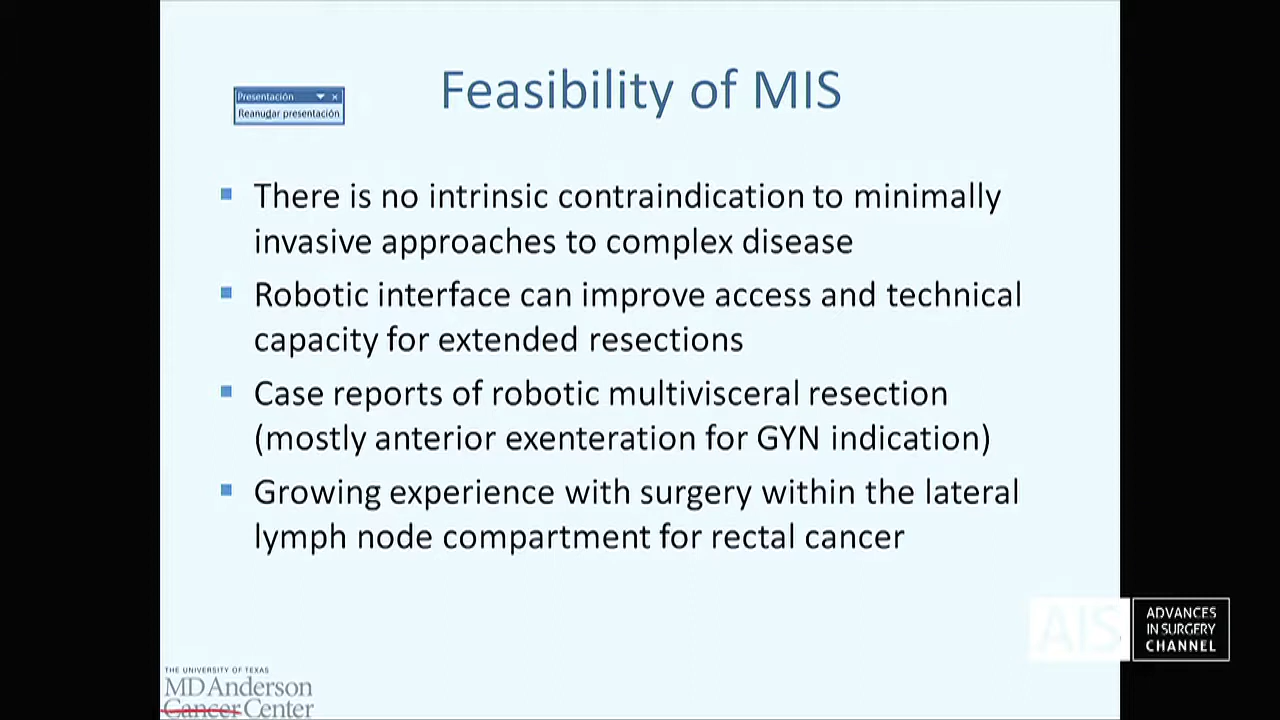 Feasibility of MIS
Presentación
Reanudar presentación
There is no intrinsic contraindication to minimally
invasive approaches to complex disease
Robotic interface can improve access and technical
capacity for extended resections
Case reports of robotic multivisceral resection
(mostly anterior exenteration for GYN indication)
Growing experience with surgery within the lateral
lymph node compartment for rectal cancer
AIS
ADVANCES
IN SURGERY
CHANNEL
THE UNIVERSITY OF TEXAS
MD Anderson
Cancer Center